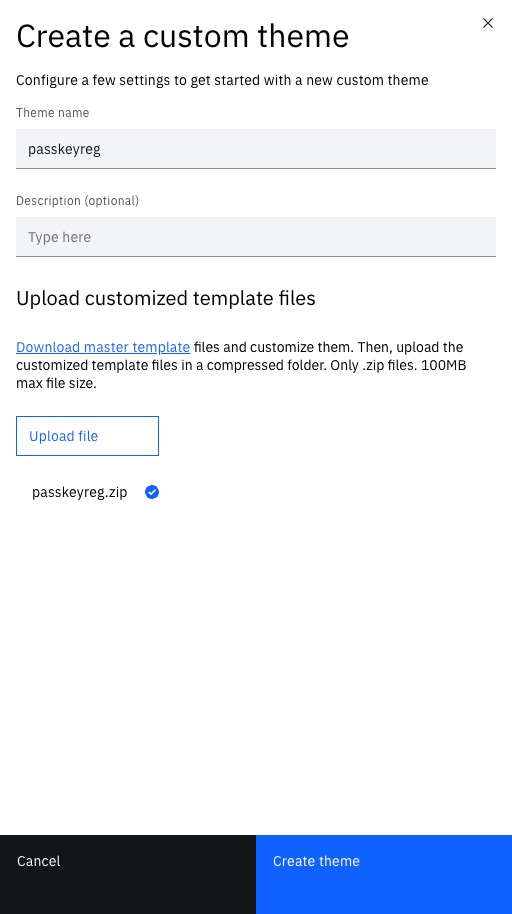 Create a custom theme
Configure a few settings to get started with a new custom theme
Theme name
passkeyreg
Description (optional)
Type here
Upload customized template files
Download master template files and customize them. Then, upload the
customized template files in a compressed folder. Only .zip files. 100MB
max file size.
Upload file
passkeyreg.zip
Cancel
Create theme